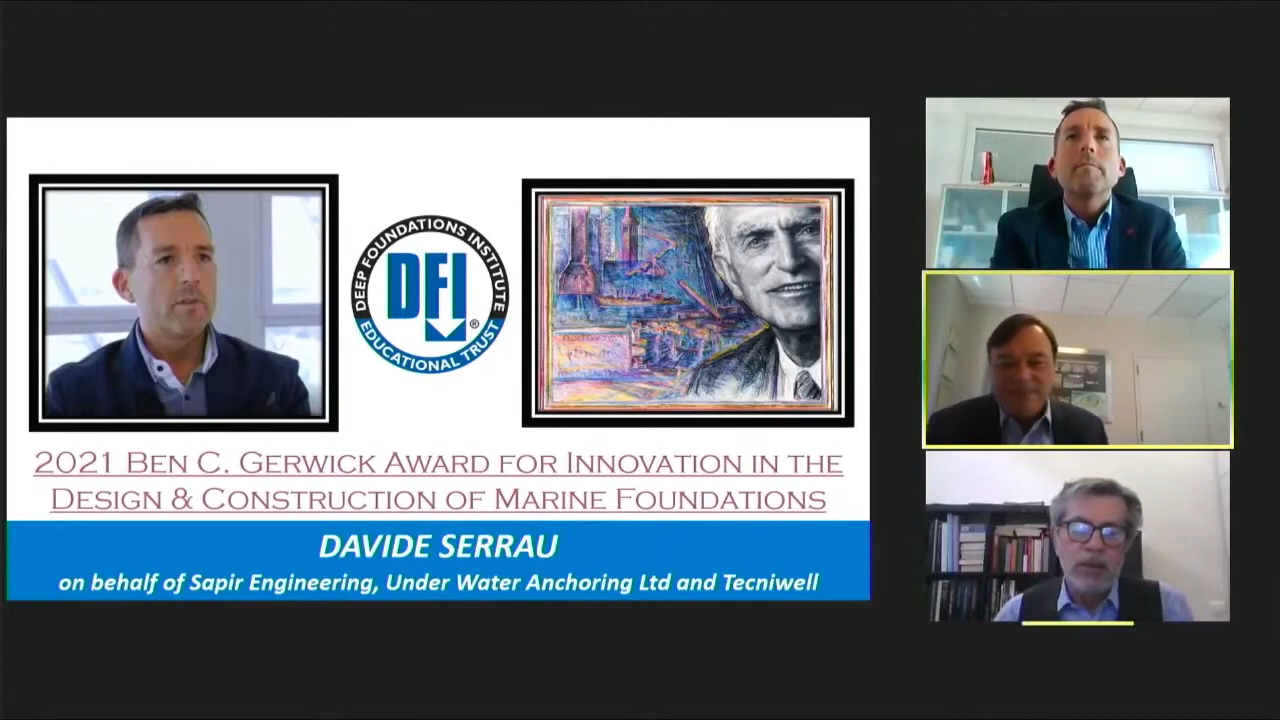 DEEP FOUNDATIONS INSTITUTE
DFI®
EDUCATIONAL TRUST
2021 BEN C. GERWICK AWARD FOR INNOVATION IN THE
DESIGN & CONSTRUCTION OF MARINE FOUNDATIONS
DAVIDE SERRAU
on behalf of Sapir Engineering, Under Water Anchoring Ltd and Tecniwell